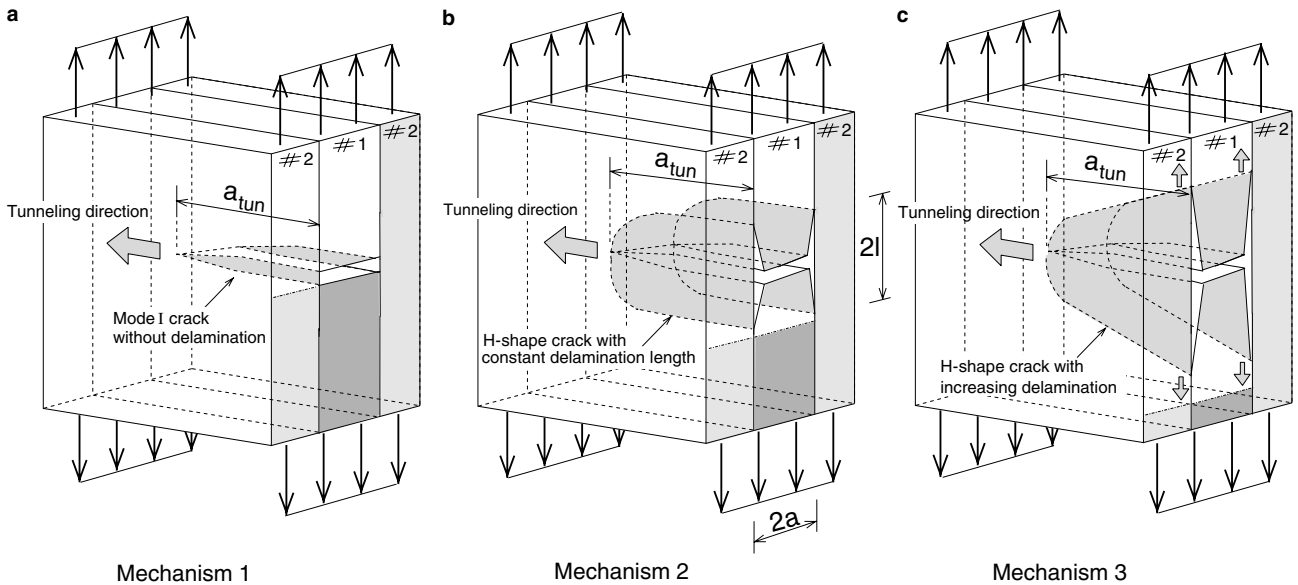 a
#2
#1
#2
a_tun
Tunneling direction
Mode I crack
without delamination
Mechanism 1
b
#2
#1
#2
a_tun
Tunneling direction
2l
H-shape crack with
constant delamination length
2a
Mechanism 2
c
#2
#1
#2
a_tun
Tunneling direction
H-shape crack with
increasing delamination
Mechanism 3